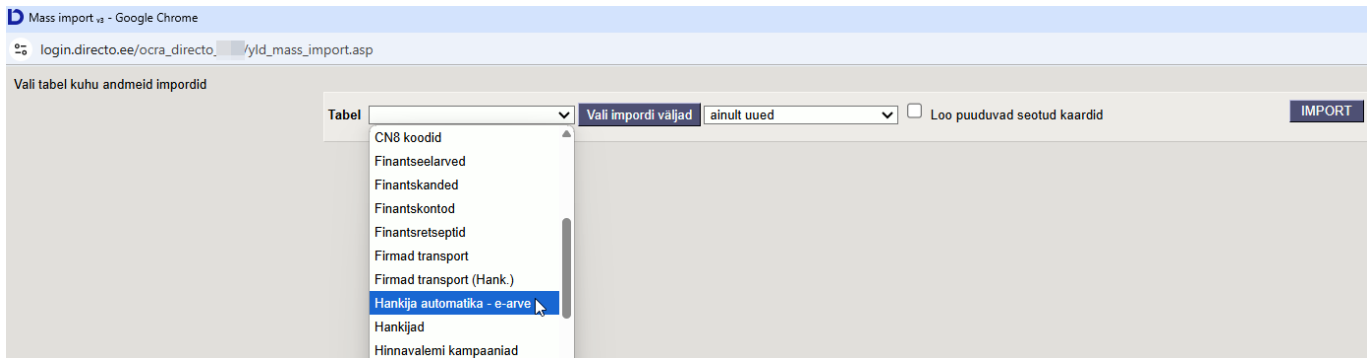 Mass import v3 - Google Chrome
login.directo.ee/ocra_directo_ /yld_mass_import.asp
Vali tabel kuhu andmeid impordid
Tabel Vali impordi väljad ainult uued Loo puuduvad seotud kaardid IMPORT
CN8 koodid
Finantseelarved
Finantskanded
Finantskontod
Finantsretseptid
Firmad transport
Firmad transport (Hank.)
Hankija automatika - e-arve
Hankijad
Hinnavalemi kampaaniad